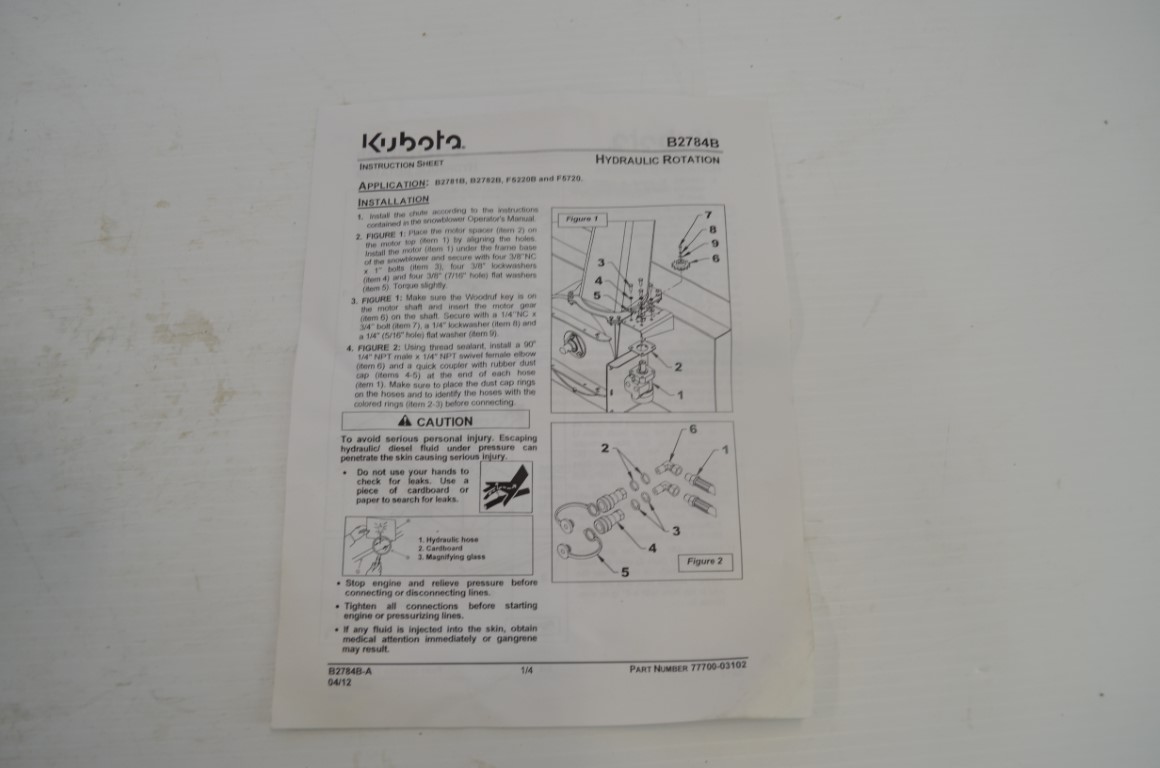 Kubota
B2784B
INSTRUCTION SHEET
HYDRAULIC ROTATION
APPLICATION: B2781B, B2782B, F5220B and F5720.
INSTALLATION
1. Install the chute according to the instructions
contained in the snowblower Operator's Manual.
2. FIGURE 1: Place the motor spacer (item 2) on
the motor top (item 1) by aligning the holes.
Install the motor (item 1) under the frame base
of the snowblower and secure with four 3/8"NC
x 1" bolts (item 3), four 3/8" lockwashers
(item 4) and four 3/8" (7/16" hole) flat washers
(item 5). Torque slightly.
3. FIGURE 1: Make sure the Woodruf key is on
the motor shaft and insert the motor gear
(item 6) on the shaft. Secure with a 1/4"NC x
3/4" bolt (item 7), a 1/4" lockwasher (item 8) and
a 1/4" (5/16" hole) flat washer (item 9).
4. FIGURE 2: Using thread sealant, install a 90°
1/4" NPT male x 1/4" NPT swivel female elbow
(item 6) and a quick coupler with rubber dust
cap (items 4-5) at the end of each hose
(item 1). Make sure to place the dust cap rings
on the hoses and to identify the hoses with the
colored rings (item 2-3) before connecting.
CAUTION
To avoid serious personal injury. Escaping
hydraulic/ diesel fluid under pressure can
penetrate the skin causing serious injury.
• Do not use your hands to
check for leaks. Use a
piece of cardboard or
paper to search for leaks.
1. Hydraulic hose
2. Cardboard
3. Magnifying glass
• Stop engine and relieve pressure before
connecting or disconnecting lines.
• Tighten all connections before starting
engine or pressurizing lines.
• If any fluid is injected into the skin, obtain
medical attention immediately or gangrene
may result.
Figure 1
7
8
9
6
3
4
5
2
1
6
2
1
3
4
5
Figure 2
B2784B-A
1/4
PART NUMBER 77700-03102
04/12